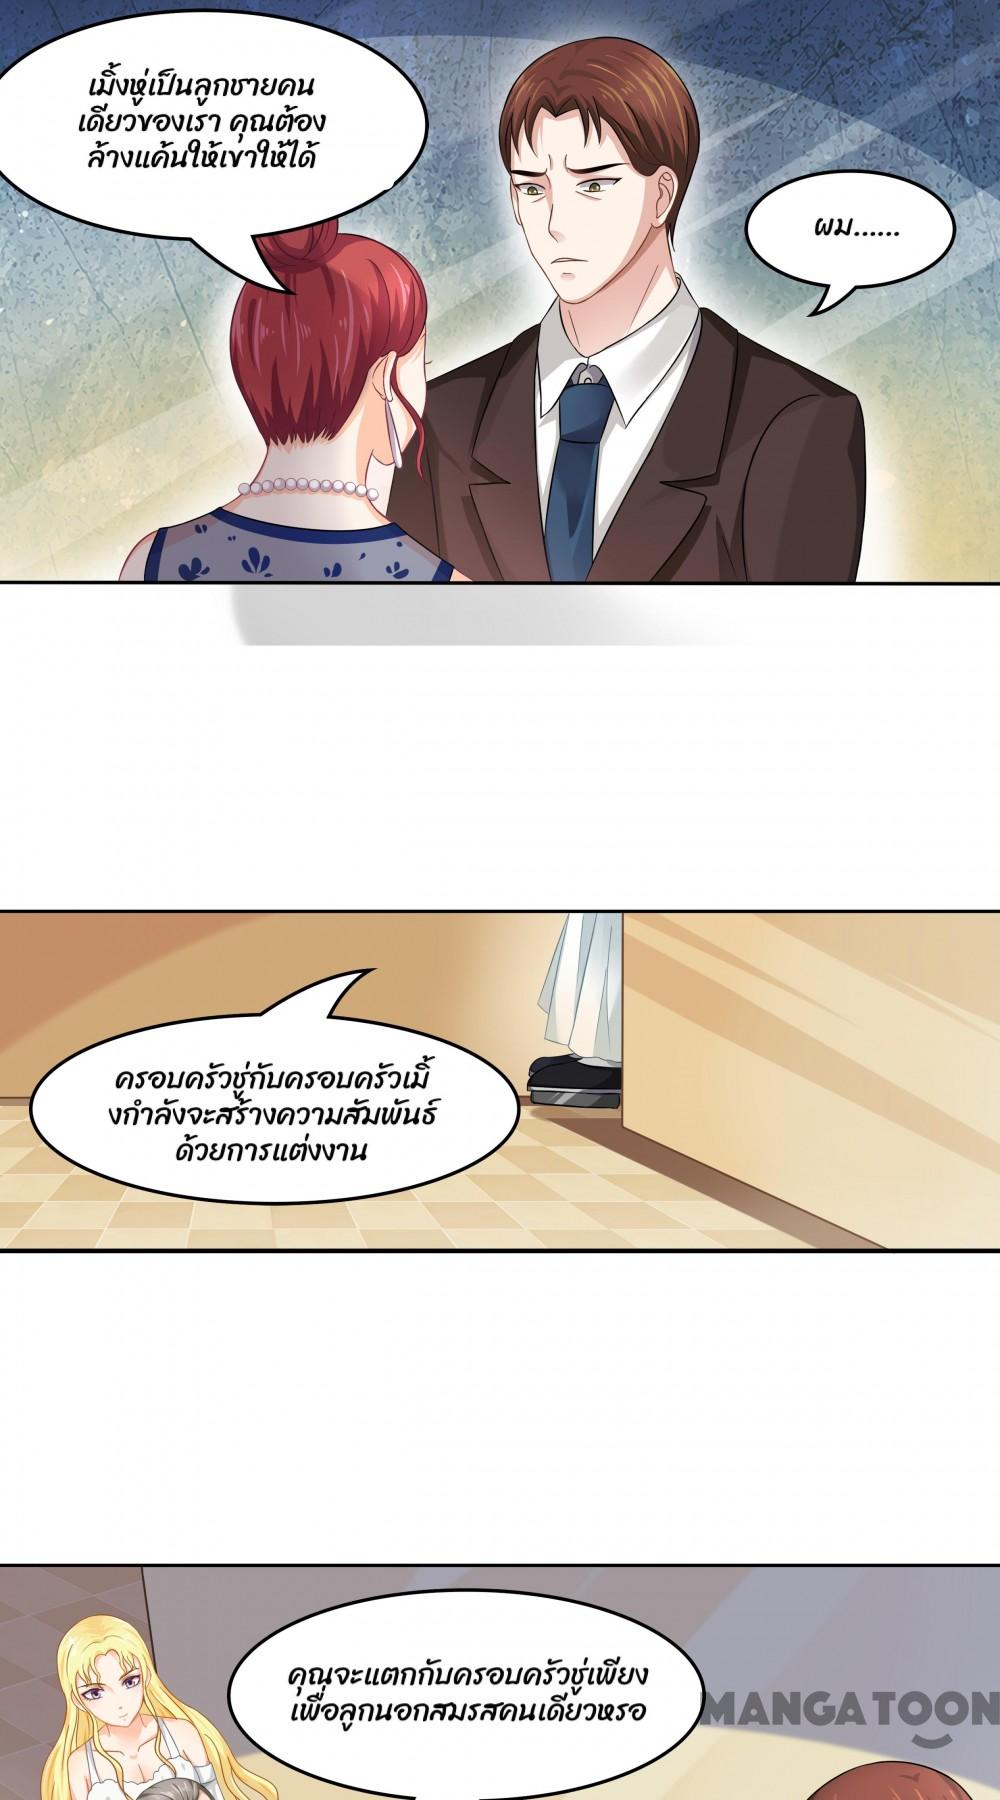 เมิ้งหู่เป็นลูกชายคน
เดียวของเรา คุณต้อง
ล้างแค้นให้เขาให้ได้
ผม......
ครอบครัวชู่กับครอบครัวเมิ้
งกำลังจะสร้างความสัมพันธ์
ด้วยการแต่งงาน
คุณจะแตกกับครอบครัวชู่เพียง
เพื่อลูกนอกสมรสคนเดียวหรอ
MANGATOON